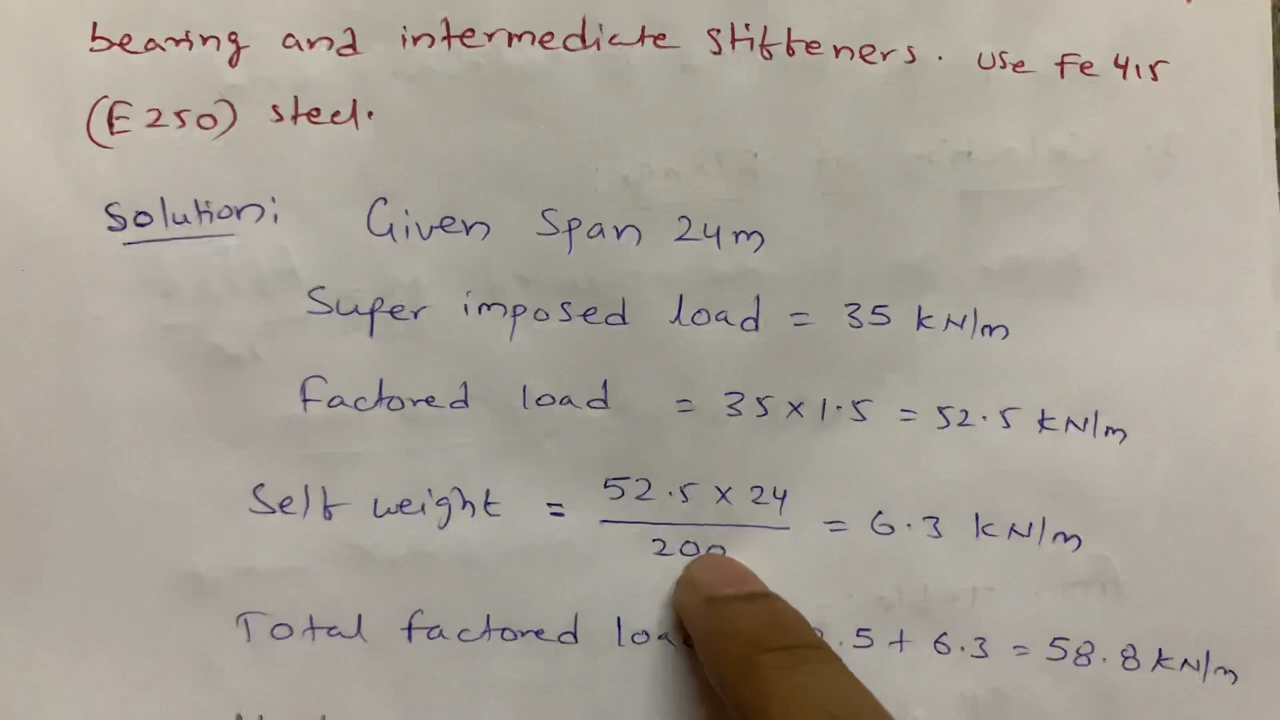 bearing and intermediate stiffeners. Use Fe 415
(E250) steel.
Solution: Given Span 24m
Super imposed load = 35 kN/m
Factored load = 35 x 1.5 = 52.5 kN/m
Self weight = 52.5 x 24 / 200 = 6.3 kN/m
Total factored .5 + 6.3 = 58.8 kN/m